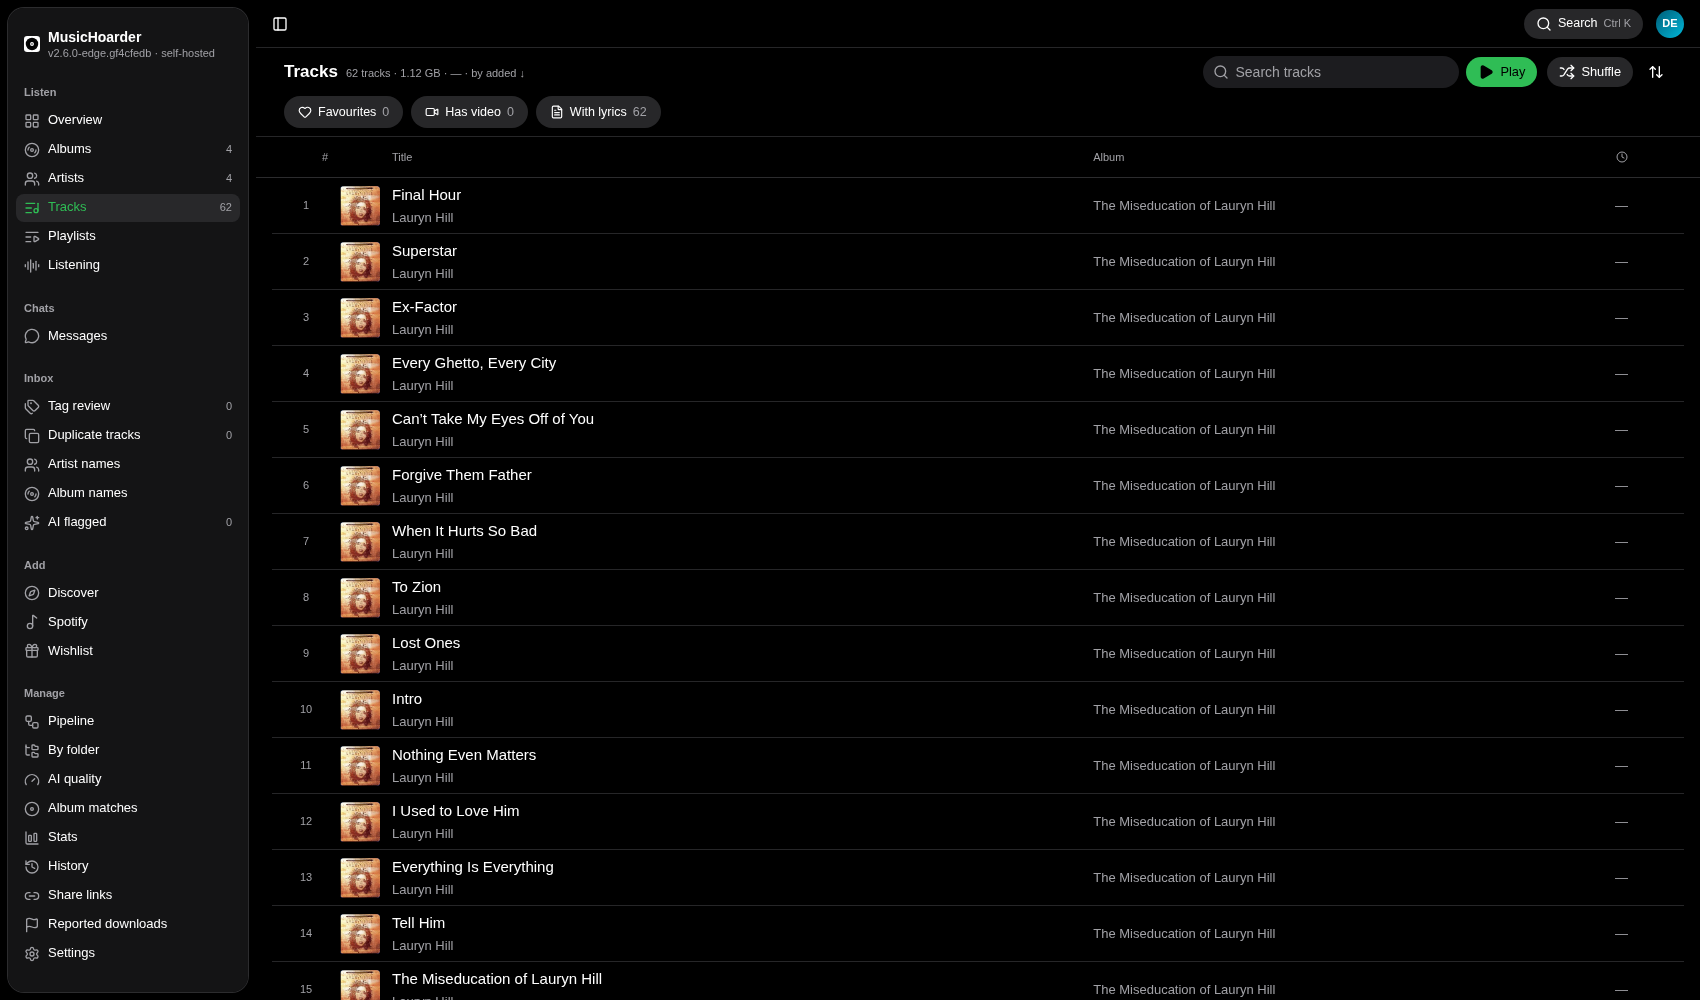 MusicHoarder
v2.6.0-edge.gf4cfedb · self-hosted
Listen
Overview
Albums 4
Artists 4
Tracks 62
Playlists
Listening
Chats
Messages
Inbox
Tag review 0
Duplicate tracks 0
Artist names
Album names
AI flagged 0
Add
Discover
Spotify
Wishlist
Manage
Pipeline
By folder
AI quality
Album matches
Stats
History
Share links
Reported downloads
Settings
Search Ctrl K DE
Tracks 62 tracks · 1.12 GB · — · by added ↓
Search tracks Play Shuffle
Favourites 0 Has video 0 With lyrics 62
# Title Album
1 Final Hour
Lauryn Hill The Miseducation of Lauryn Hill —
2 Superstar
Lauryn Hill The Miseducation of Lauryn Hill —
3 Ex-Factor
Lauryn Hill The Miseducation of Lauryn Hill —
4 Every Ghetto, Every City
Lauryn Hill The Miseducation of Lauryn Hill —
5 Can’t Take My Eyes Off of You
Lauryn Hill The Miseducation of Lauryn Hill —
6 Forgive Them Father
Lauryn Hill The Miseducation of Lauryn Hill —
7 When It Hurts So Bad
Lauryn Hill The Miseducation of Lauryn Hill —
8 To Zion
Lauryn Hill The Miseducation of Lauryn Hill —
9 Lost Ones
Lauryn Hill The Miseducation of Lauryn Hill —
10 Intro
Lauryn Hill The Miseducation of Lauryn Hill —
11 Nothing Even Matters
Lauryn Hill The Miseducation of Lauryn Hill —
12 I Used to Love Him
Lauryn Hill The Miseducation of Lauryn Hill —
13 Everything Is Everything
Lauryn Hill The Miseducation of Lauryn Hill —
14 Tell Him
Lauryn Hill The Miseducation of Lauryn Hill —
15 The Miseducation of Lauryn Hill
Lauryn Hill The Miseducation of Lauryn Hill —